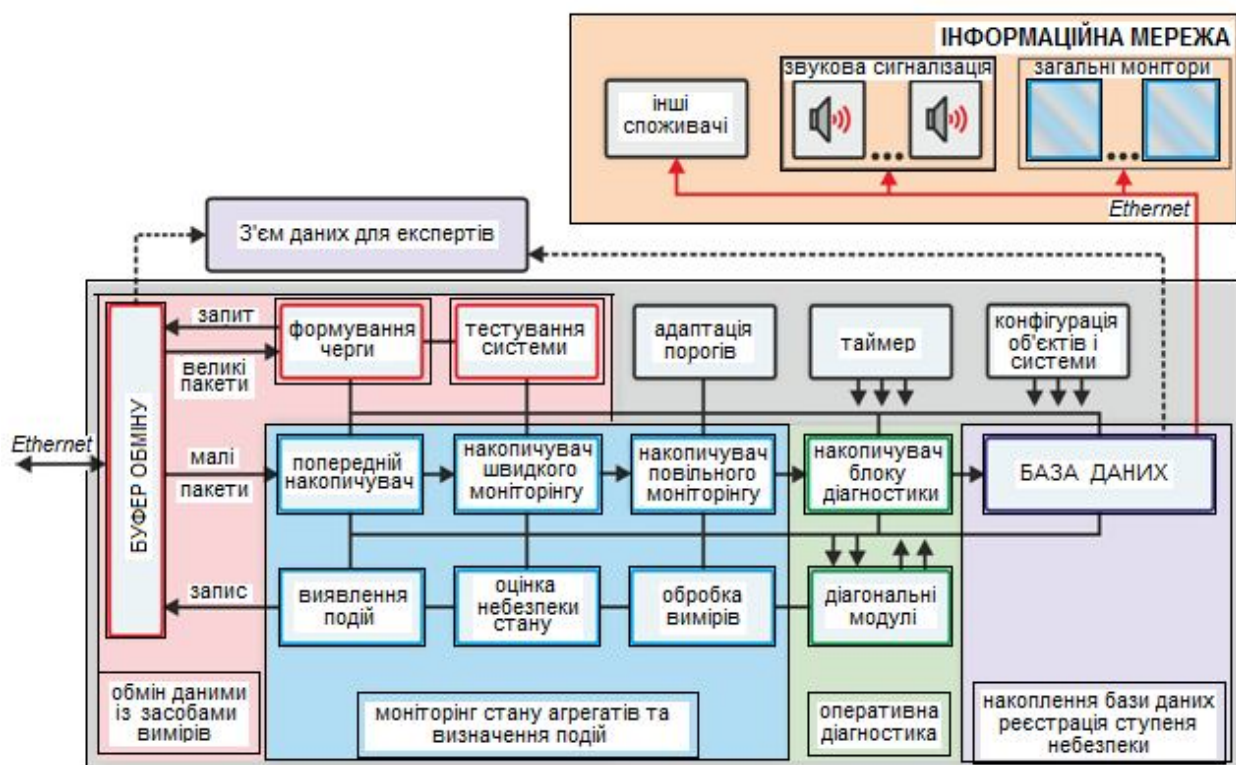 ІНФОРМАЦІЙНА МЕРЕЖА
звукова сигналізація
загальні монітори
інші
споживачі
Ethernet
З'єм даних для експертів
запит
формування
черги
тестування
системи
адаптація
порогів
таймер
конфігурація
об'єктів і
системи
великі
пакети
Ethernet
БУФЕР ОБМІНУ
малі
пакети
попередній
накопичувач
накопичувач
швидкого
моніторінгу
накопичувач
повільного
моніторінгу
накопичувач
блоку
діагностики
БАЗА ДАНИХ
запис
виявлення
подій
оцінка
небезпеки
стану
обробка
вимірів
діагональні
модулі
обмін даними
із засобами
вимірів
моніторінг стану агрегатів та
визначення подій
оперативна
діагностика
накоплення бази даних
реєстрація ступеня
небезпеки